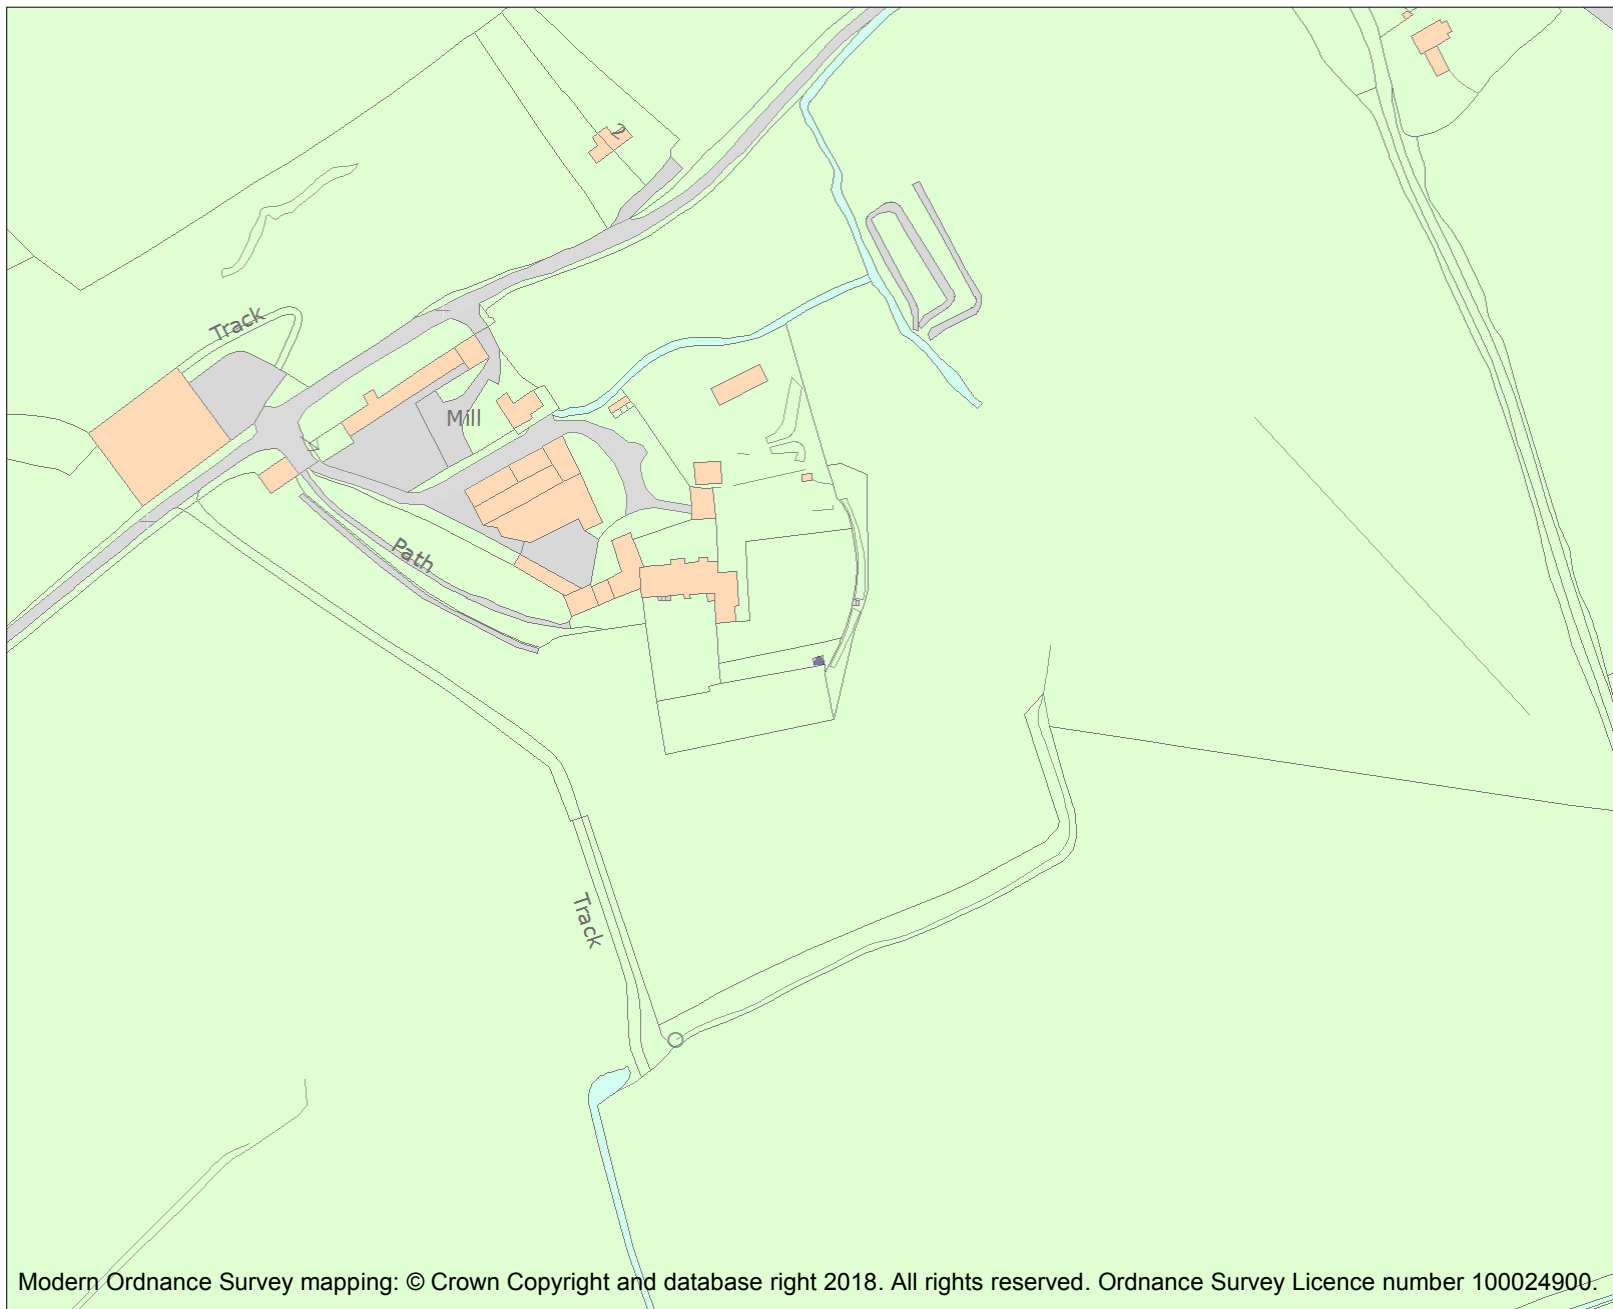 2
Track
Mill
Path
Track
Modern Ordnance Survey mapping: © Crown Copyright and database right 2018. All rights reserved. Ordnance Survey Licence number 100024900.